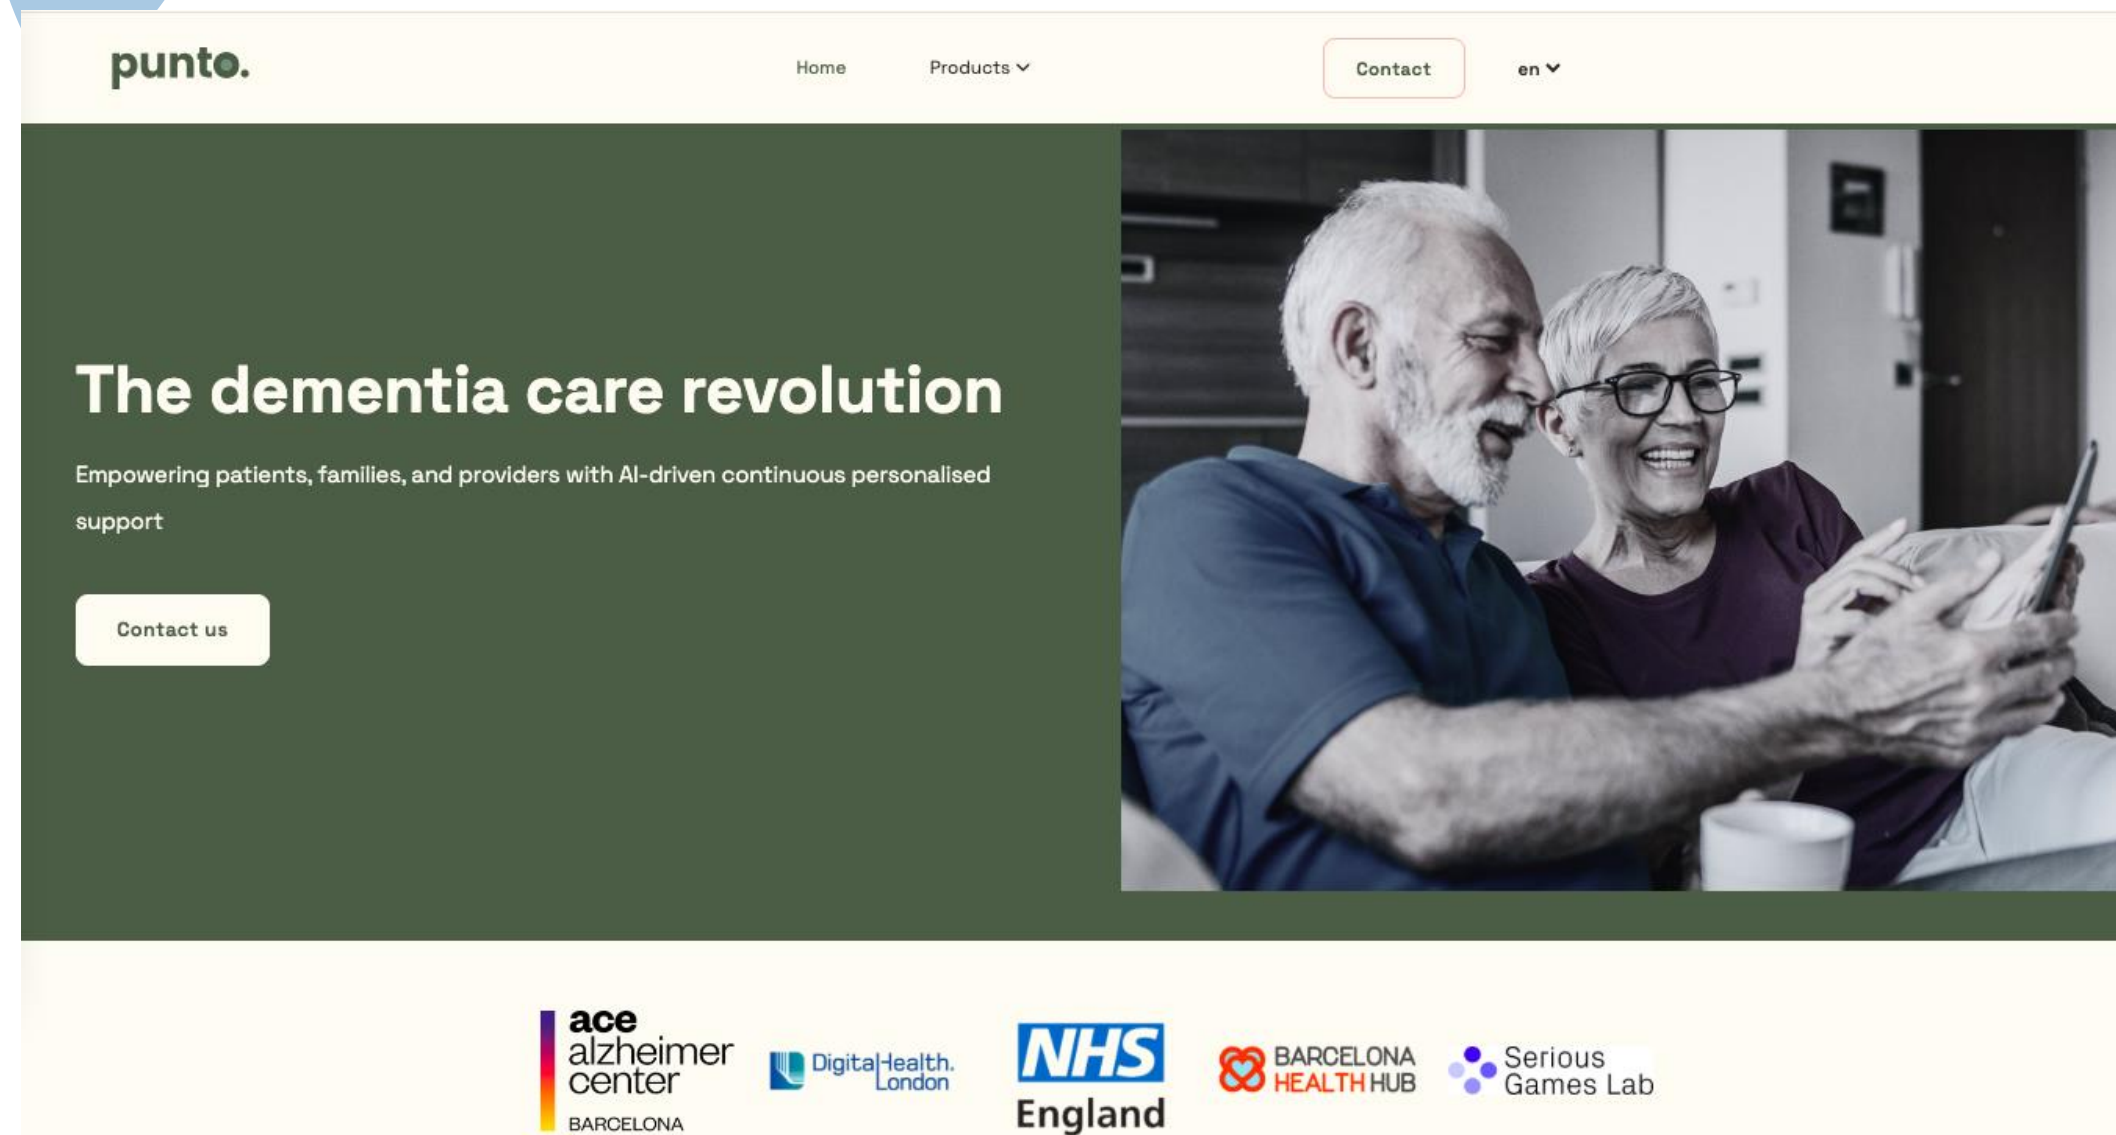 punto.
Home
Products
Contact
en
The dementia care revolution
Empowering patients, families, and providers with AI-driven continuous personalised
support
Contact us
ace
alzheimer
center
BARCELONA
DigitalHealth.
London
NHS
England
BARCELONA
HEALTH HUB
Serious
Games Lab